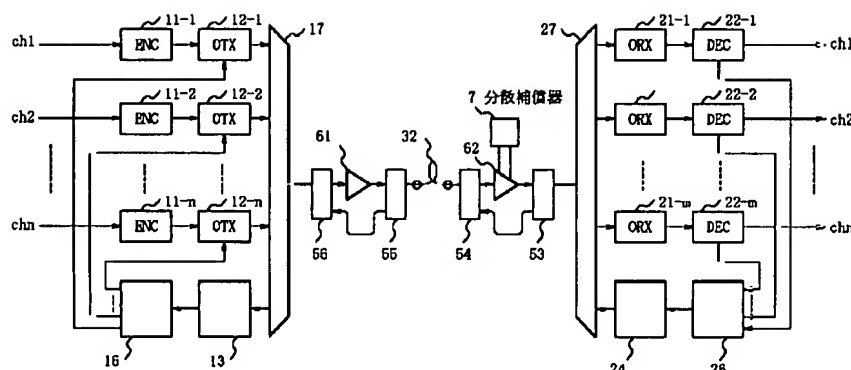 11-1 12-1 17 27 21-1 22-1
ch1 ENC OTX ORX DEC ch1
11-2 12-2 7 分散補償器 22-2
ch2 ENC OTX 61 32 62 ORX DEC ch2
11-n 12-n 21-m 22-m
chn ENC OTX ORX DEC chn
56 55 54 53
16 13 24 26